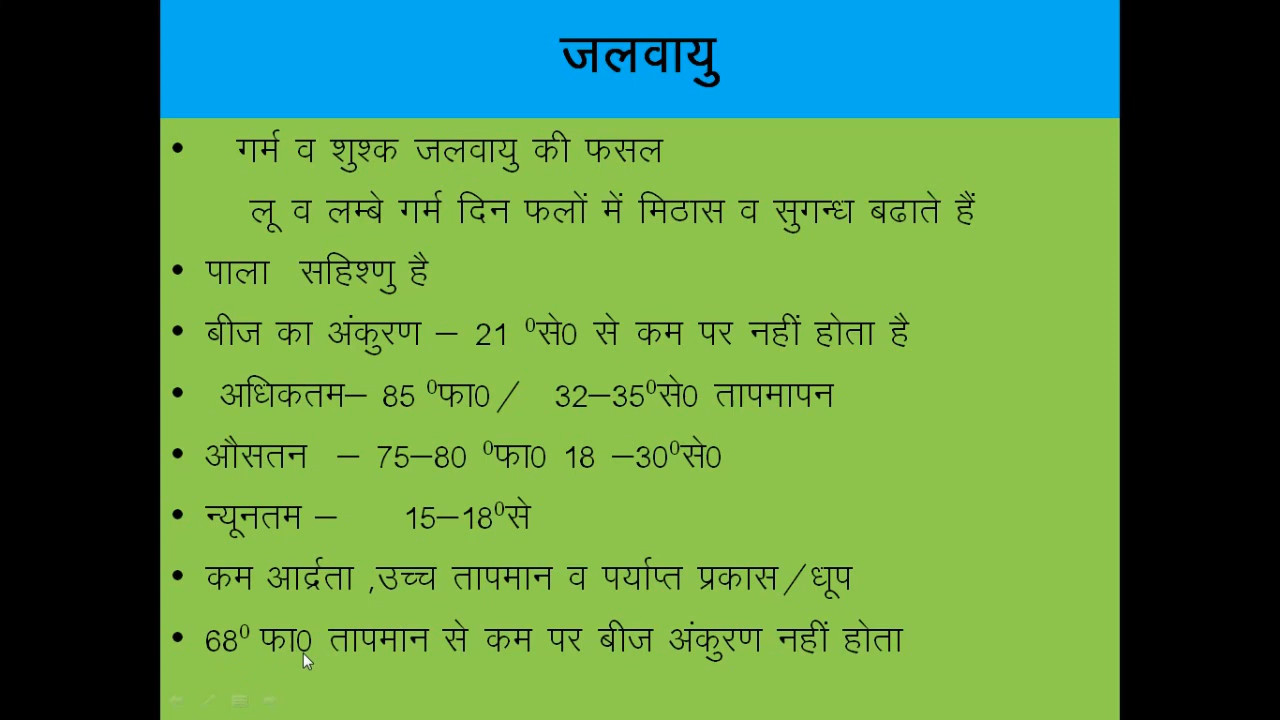 जलवायु
• गर्म व शुश्क जलवायु की फसल
लू व लम्बे गर्म दिन फलों में मिठास व सुगन्ध बढाते हैं
• पाला सहिश्णु है
• बीज का अंकुरण – 21 ⁰से0 से कम पर नहीं होता है
• अधिकतम– 85 ⁰फा0 / 32–35⁰से0 तापमापन
• औसतन – 75–80 ⁰फा0 18 –30⁰से0
• न्यूनतम – 15–18⁰से
• कम आर्द्रता ,उच्च तापमान व पर्याप्त प्रकास/धूप
• 68⁰ फा0 तापमान से कम पर बीज अंकुरण नहीं होता